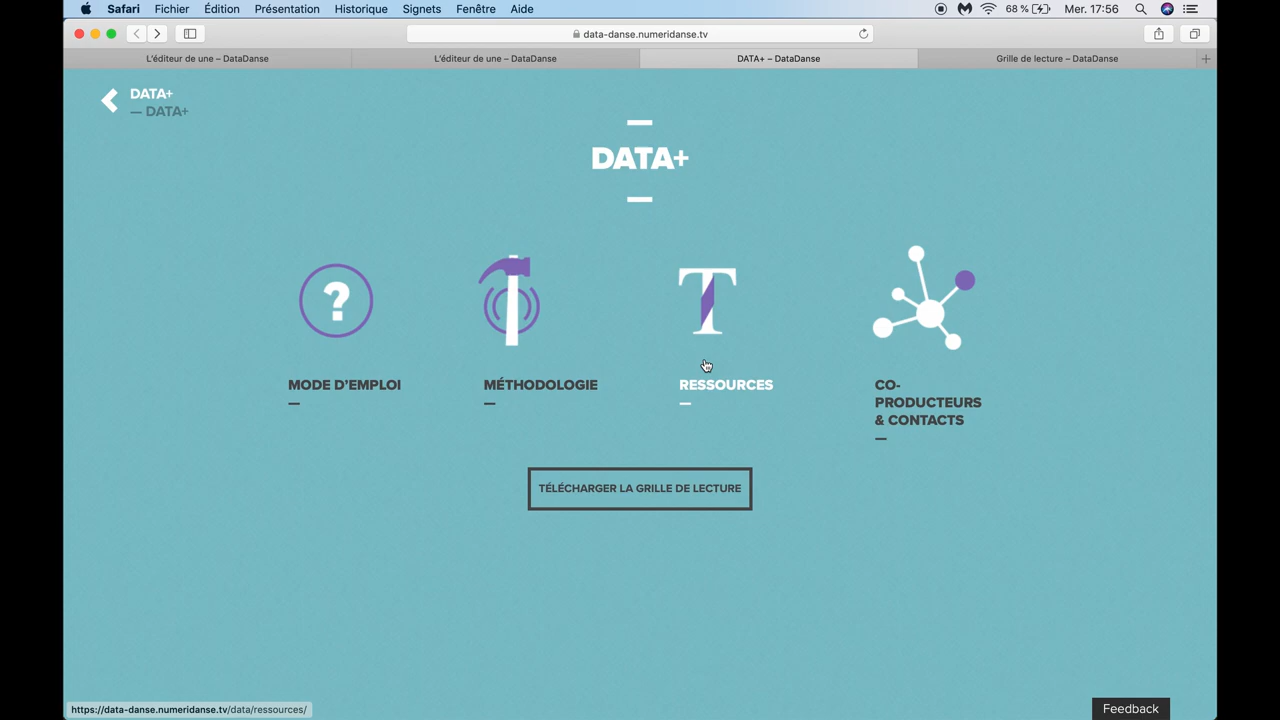 Safari Fichier Édition Présentation Historique Signets Fenêtre Aide 68 % Mer. 17:56
data-danse.numeridanse.tv
L'éditeur de une – DataDanse L'éditeur de une – DataDanse DATA+ – DataDanse Grille de lecture – DataDanse
DATA+
— DATA+
DATA+
?
T
MODE D'EMPLOI
MÉTHODOLOGIE
RESSOURCES
CO-
PRODUCTEURS
& CONTACTS
TÉLÉCHARGER LA GRILLE DE LECTURE
https://data-danse.numeridanse.tv/data/ressources/
Feedback